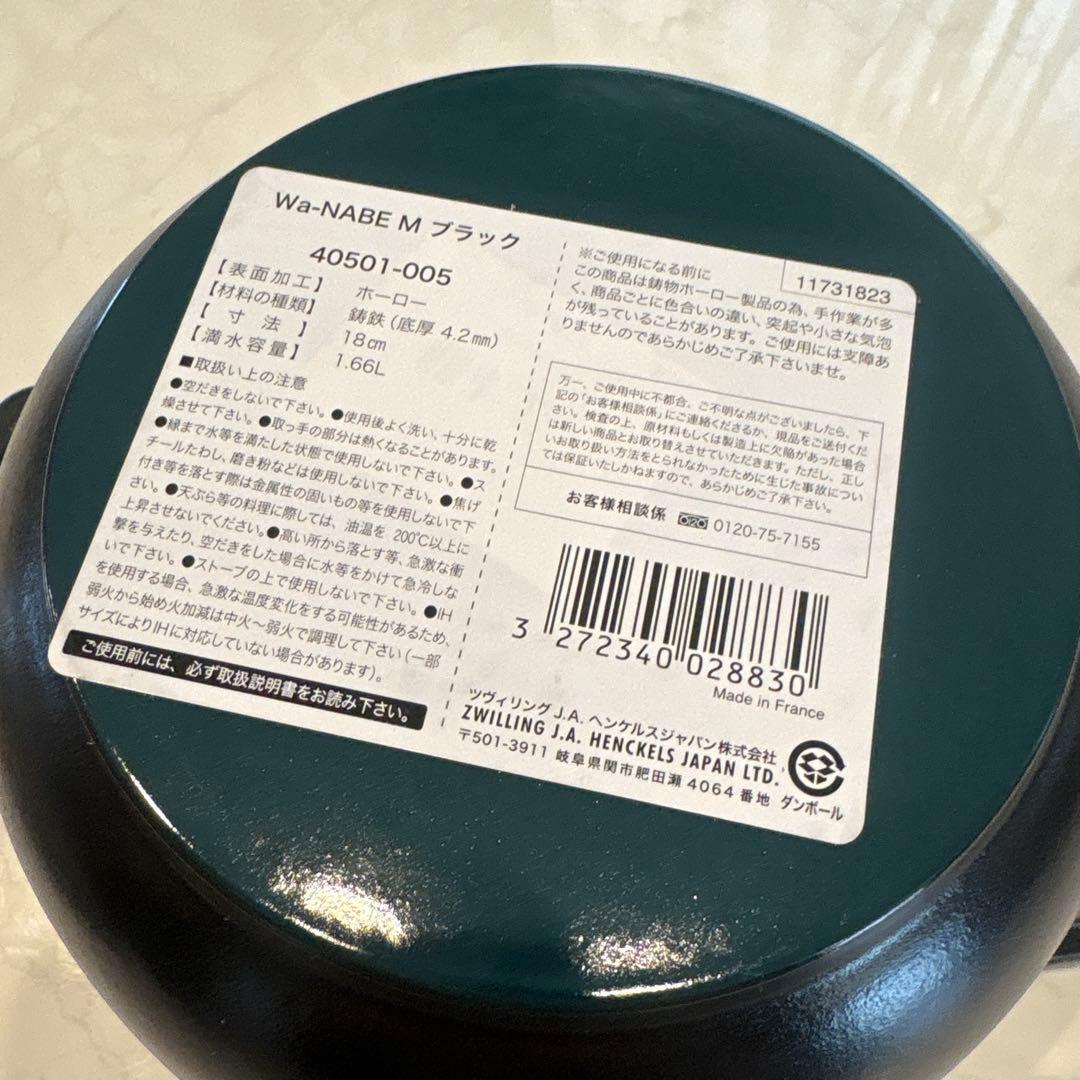 Wa-NABE M ブラック
40501-005
【表面加工】 ホーロー
【材料の種類】 鋳鉄(底厚 4.2㎜)
【寸法】 18㎝
【満水容量】 1.66L
■取扱い上の注意
●空だきをしないで下さい。●使用後よく洗い、十分に乾
燥させて下さい。●取っ手の部分は熱くなることがあります。
●縁まで水等を満たした状態で使用しないで下さい。●ス
チールたわし、磨き粉などは使用しないで下さい。●焦げ
付き等を落とす際は金属性の固いもの等を使用しないで下
さい。●天ぷら等の料理に際しては、油温を 200℃以上に
上昇させないでください。●高い所から落とす等、急激な衝
撃を与えたり、空だきをした場合に水等をかけて急冷しな
いで下さい。●ストーブの上で使用しないで下さい。●IH
を使用する場合、急激な温度変化をする可能性があるため、
弱火から始め火加減は中火～弱火で調理して下さい(一部
サイズによりIHに対応していない場合があります)。
ご使用前には、必ず取扱説明書をお読み下さい。
11731823
※ご使用になる前に
この商品は鋳物ホーロー製品の為、手作業が多
く、商品ごとに色合いの違い、突起や小さな気泡
が残っていることがあります。ご使用には支障あ
りませんのであらかじめご了承下さいませ。
万一、ご使用中に不都合、ご不明な点がございましたら、下
記の「お客様相談係」にご連絡くださるか、現品をご送付くだ
さい。検査の上、原材料もしくは製造上に欠陥があった場合
は新しい商品とお取り替えさせていただきます。ただし、正し
いお取り扱い方法をとられなかったために生じた事故につい
ては保証いたしかねますので、あらかじめご了承下さい。
お客様相談係 0120-75-7155
3 272340 028830
Made in France
ツヴィリング J.A. ヘンケルスジャパン株式会社
ZWILLING J.A. HENCKELS JAPAN LTD.
〒501-3911 岐阜県関市肥田瀬 4064 番地
ダンボール